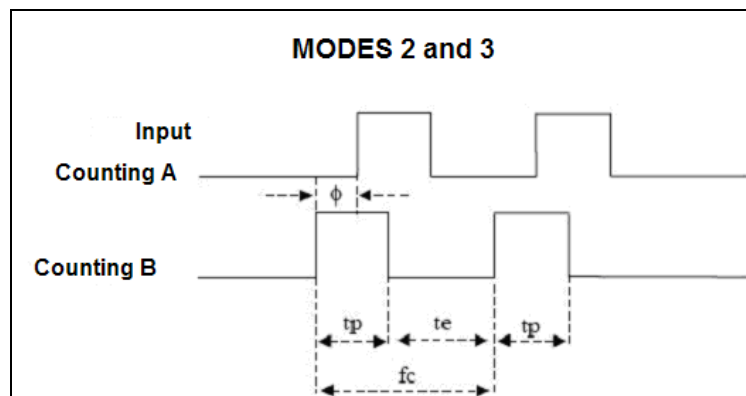 MODES 2 and 3
Input
Counting A
ϕ
Counting B
tp
te
tp
fc